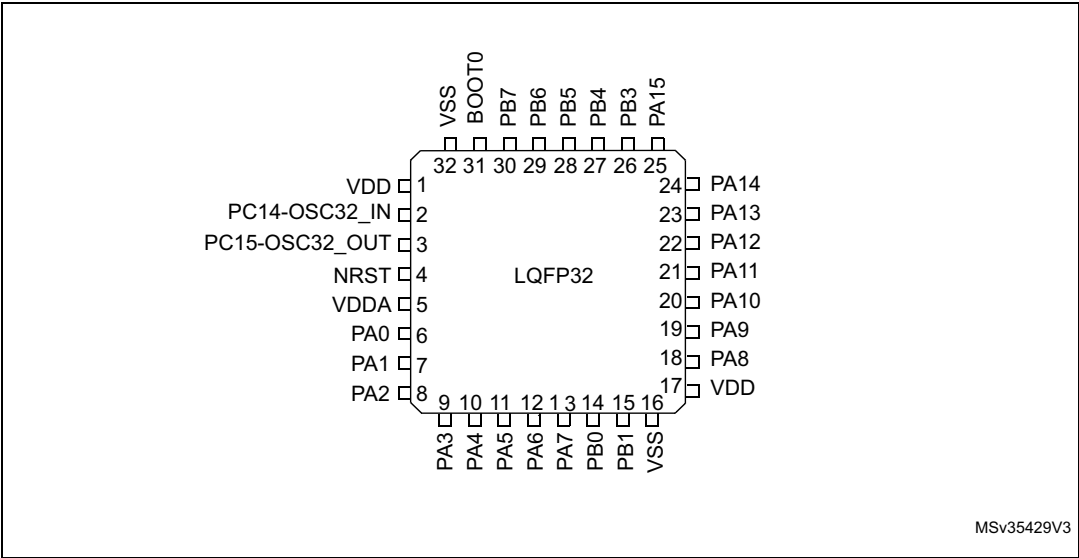 VSS
BOOT0
PB7
PB6
PB5
PB4
PB3
PA15
32 31 30 29 28 27 26 25
VDD 1
PC14-OSC32_IN 2
PC15-OSC32_OUT 3
NRST 4
VDDA 5
PA0 6
PA1 7
PA2 8
LQFP32
24 PA14
23 PA13
22 PA12
21 PA11
20 PA10
19 PA9
18 PA8
17 VDD
9 10 11 12 13 14 15 16
PA3
PA4
PA5
PA6
PA7
PB0
PB1
VSS
MSv35429V3